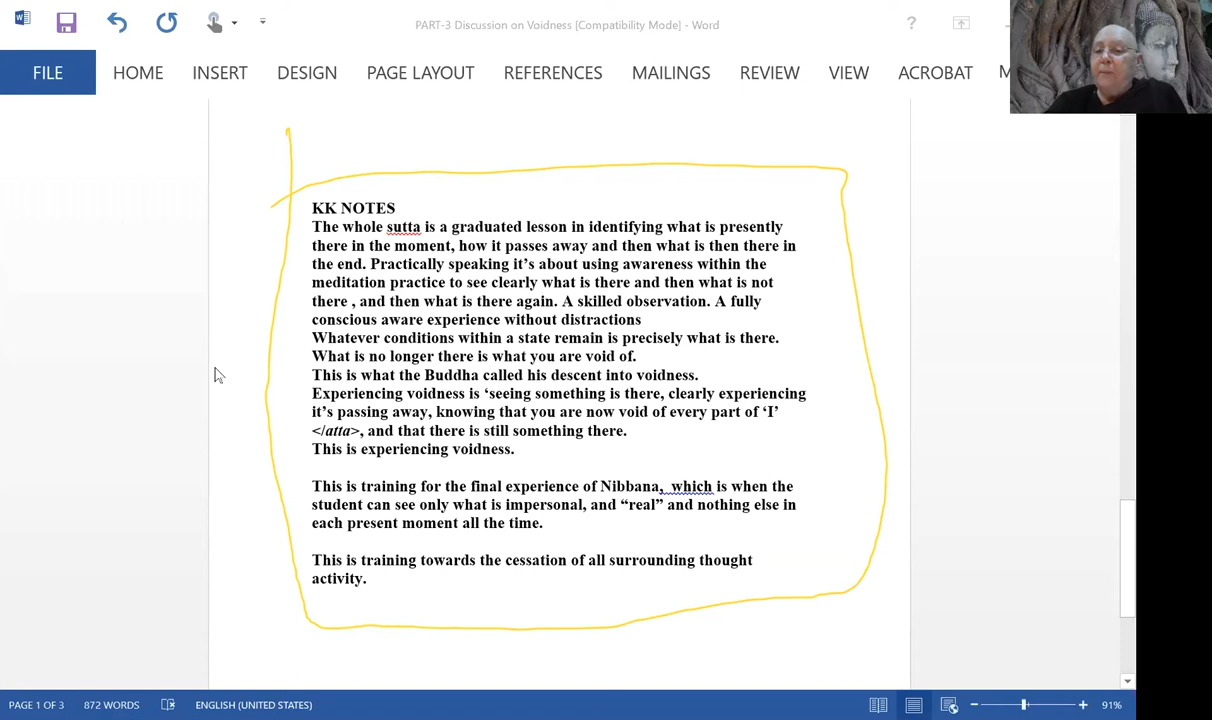 PART-3 Discussion on Voidness [Compatibility Mode] - Word
?
FILE HOME INSERT DESIGN PAGE LAYOUT REFERENCES MAILINGS REVIEW VIEW ACROBAT M
KK NOTES
The whole sutta is a graduated lesson in identifying what is presently
there in the moment, how it passes away and then what is then there in
the end. Practically speaking it’s about using awareness within the
meditation practice to see clearly what is there and then what is not
there , and then what is there again. A skilled observation. A fully
conscious aware experience without distractions
Whatever conditions within a state remain is precisely what is there.
What is no longer there is what you are void of.
This is what the Buddha called his descent into voidness.
Experiencing voidness is ‘seeing something is there, clearly experiencing
it’s passing away, knowing that you are now void of every part of ‘I’
</atta>, and that there is still something there.
This is experiencing voidness.
This is training for the final experience of Nibbana,  which is when the
student can see only what is impersonal, and “real” and nothing else in
each present moment all the time.
This is training towards the cessation of all surrounding thought
activity.
PAGE 1 OF 3 872 WORDS ENGLISH (UNITED STATES) 91%